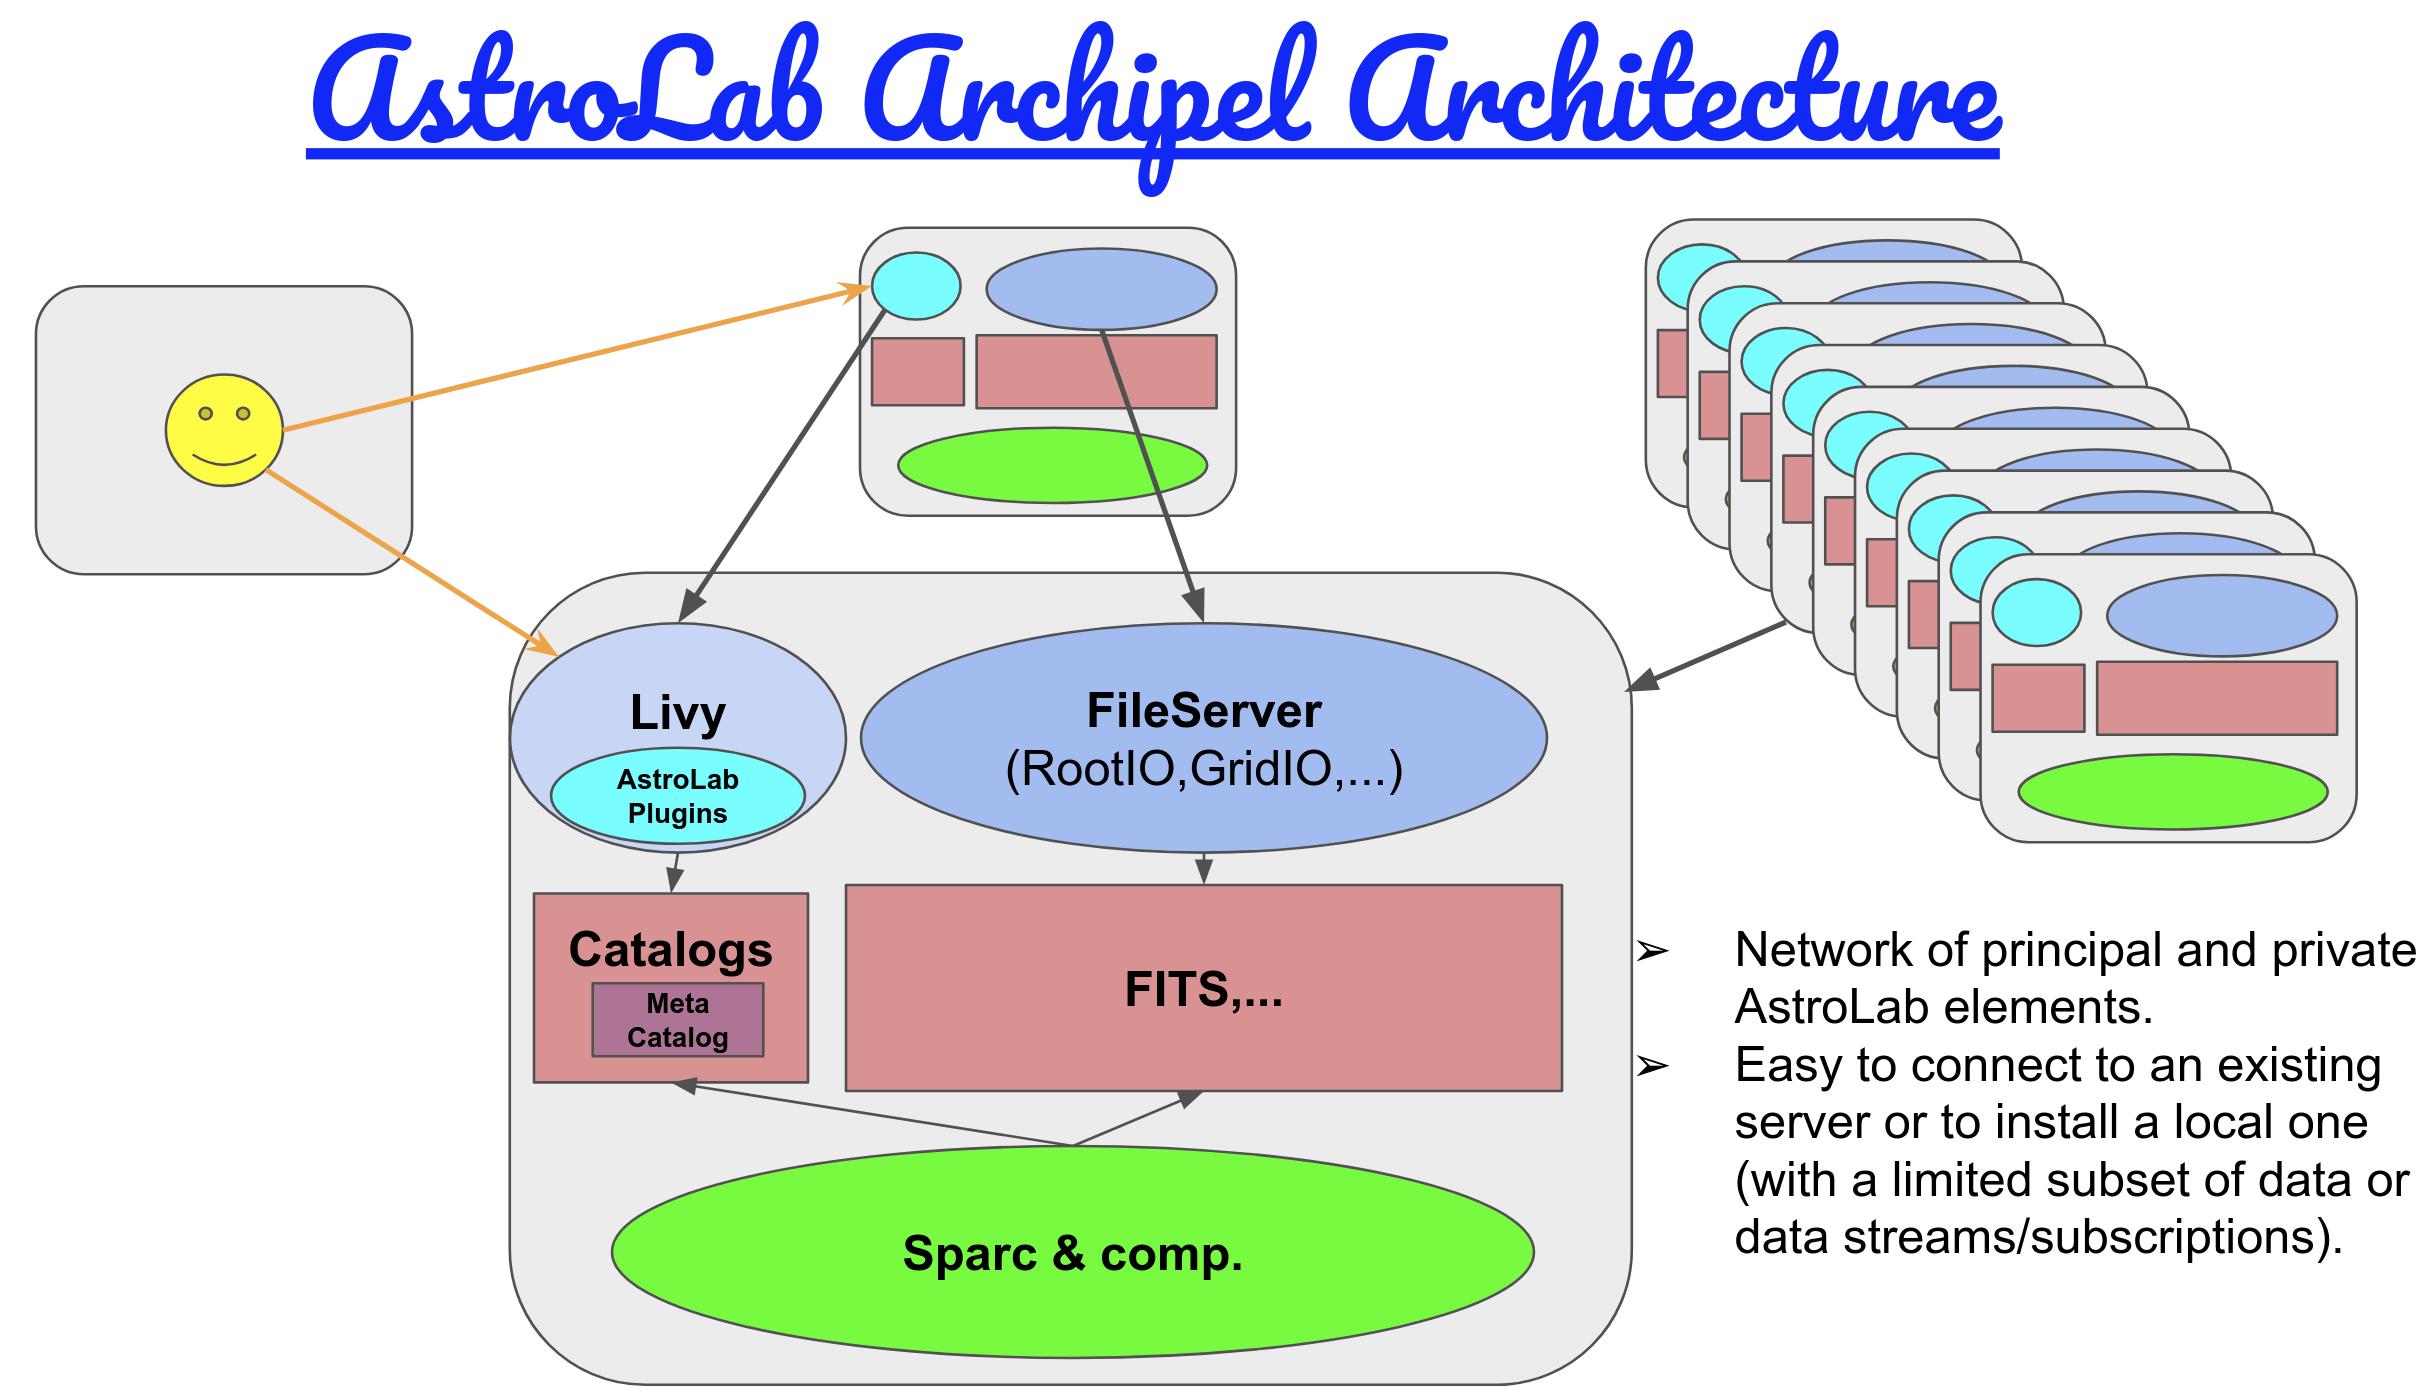 AstroLab Archipel Architecture
Livy
AstroLab
Plugins
FileServer
(RootIO,GridIO,...)
Catalogs
Meta
Catalog
FITS,...
Sparc & comp.
➢ Network of principal and private
AstroLab elements.
➢ Easy to connect to an existing
server or to install a local one
(with a limited subset of data or
data streams/subscriptions).